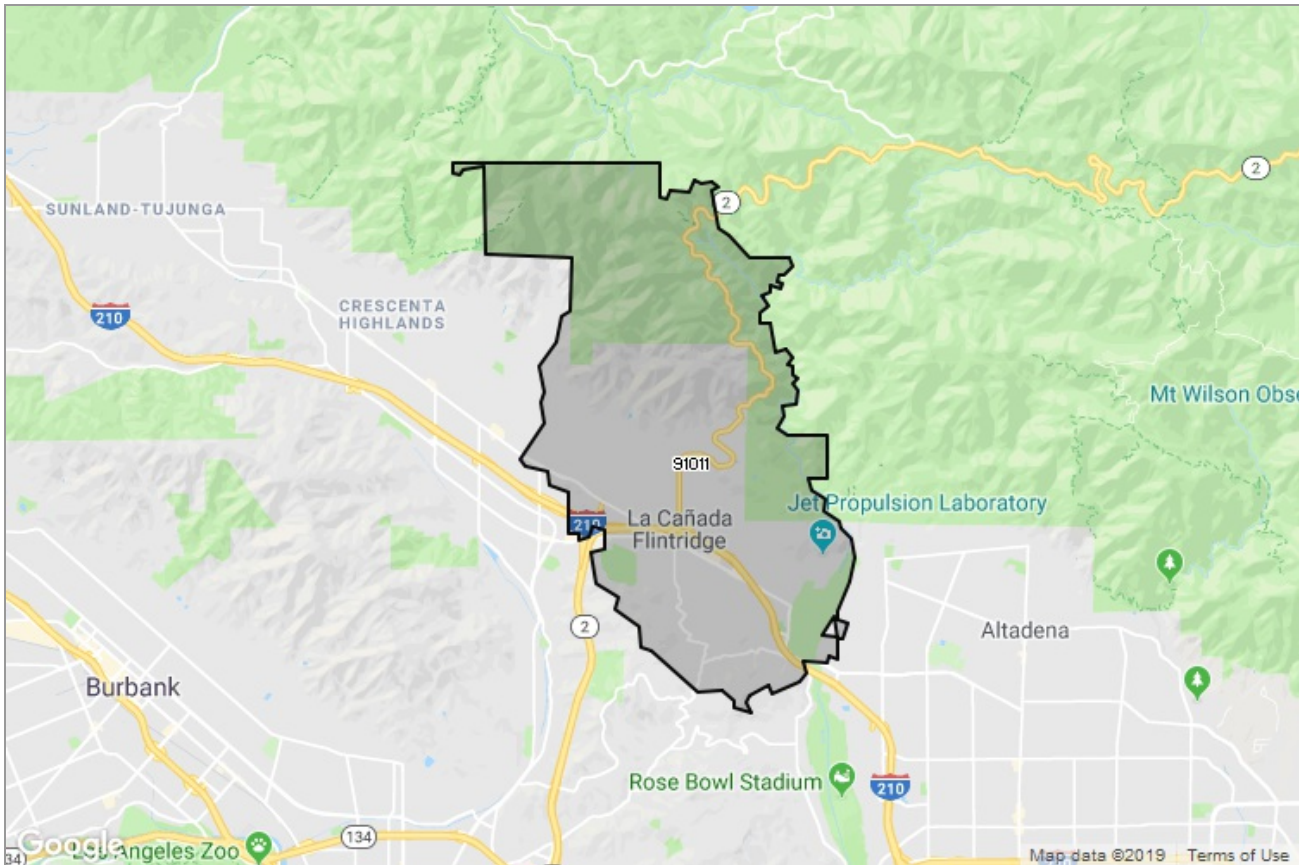 2
2
SUNLAND-TUJUNGA
CRESCENTA
HIGHLANDS
210
Mt Wilson Obse
91011
Jet Propulsion Laboratory
La Cañada
Flintridge
210
2
Altadena
Burbank
Rose Bowl Stadium
210
134
Google
Los Angeles Zoo
34)
Map data ©2019 Terms of Use